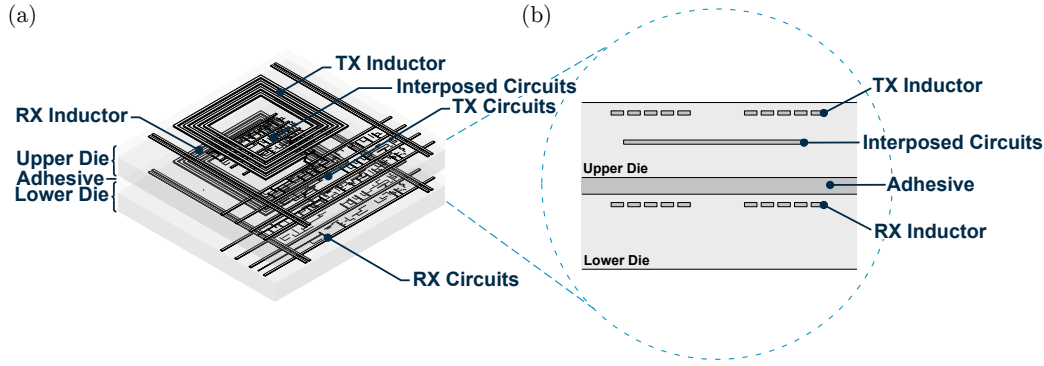 (a)
TX Inductor
Interposed Circuits
TX Circuits
RX Inductor
Upper Die
Adhesive
Lower Die
RX Circuits
(b)
TX Inductor
Interposed Circuits
Upper Die
Adhesive
RX Inductor
Lower Die